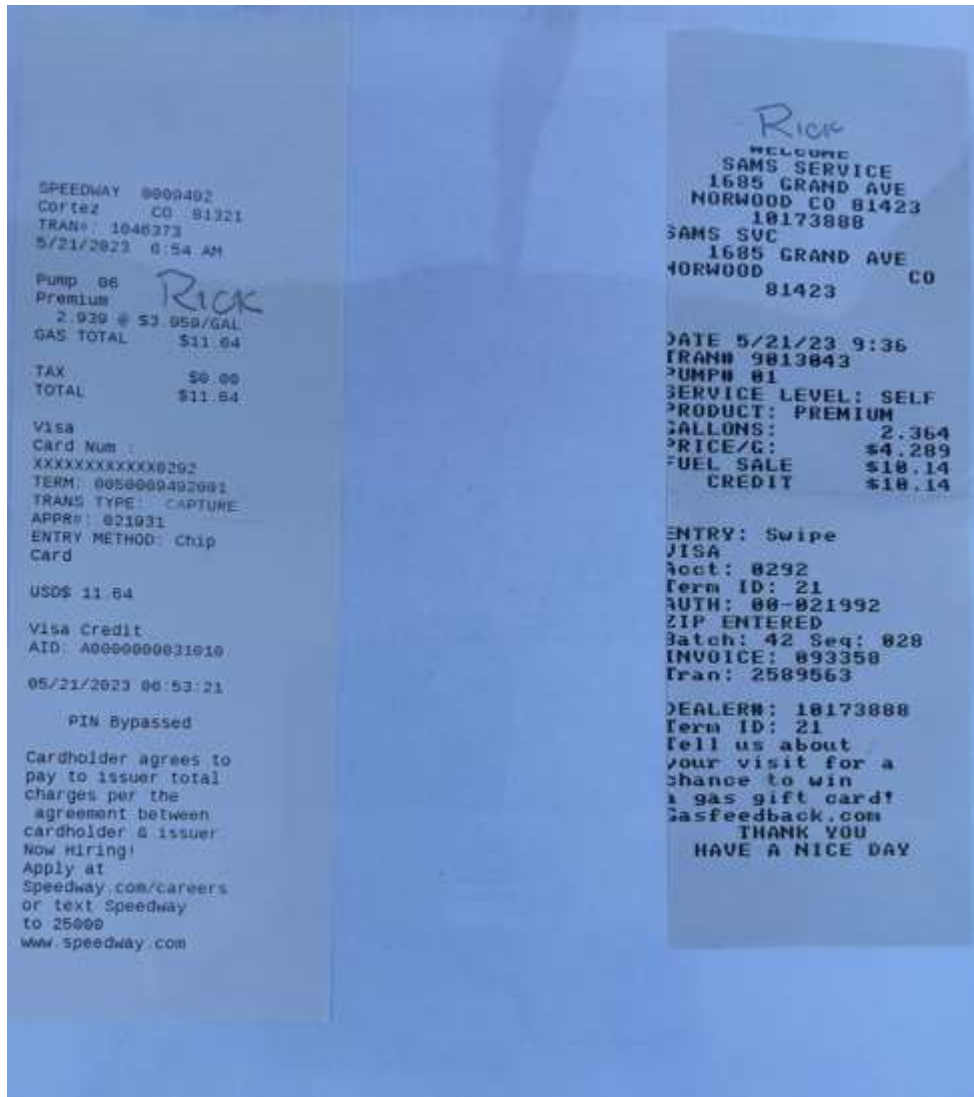 SPEEDWAY 0009492
Cortez CO 81321
TRAN#: 1046373
5/21/2023 6:54 AM
Pump 06
RICK
Premium
2.939 @ $3.959/GAL
GAS TOTAL $11.64
TAX $0.00
TOTAL $11.64
Visa
Card Num :
XXXXXXXXXXXX0292
TERM: 0050009492001
TRANS TYPE: CAPTURE
APPR#: 021931
ENTRY METHOD: Chip
Card
USD$ 11.64
Visa Credit
AID: A0000000031010
05/21/2023 06:53:21
PIN Bypassed
Cardholder agrees to
pay to issuer total
charges per the
agreement between
cardholder & issuer.
Now Hiring!
Apply at
Speedway.com/careers
or text Speedway
to 25000
www.speedway.com
RICK
WELCOME
SAMS SERVICE
1685 GRAND AVE
NORWOOD CO 81423
10173888
SAMS SVC
1685 GRAND AVE
NORWOOD CO
81423
DATE 5/21/23 9:36
TRAN# 9013043
PUMP# 01
SERVICE LEVEL: SELF
PRODUCT: PREMIUM
GALLONS: 2.364
PRICE/G: $4.289
FUEL SALE $10.14
CREDIT $10.14
ENTRY: Swipe
VISA
Acct: 0292
Term ID: 21
AUTH: 00-021992
ZIP ENTERED
Batch: 42 Seq: 028
INVOICE: 093358
Tran: 2589563
DEALER#: 10173888
Term ID: 21
Tell us about
your visit for a
chance to win
a gas gift card!
Gasfeedback.com
THANK YOU
HAVE A NICE DAY